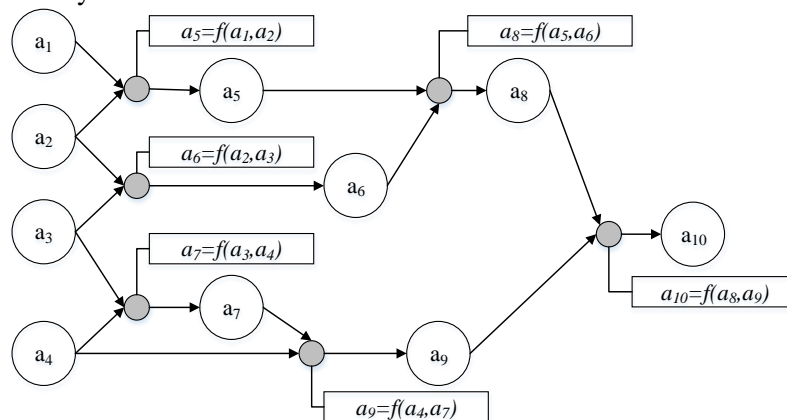 a1
a5=f(a1,a2)
a8=f(a5,a6)
a5
a8
a2
a6=f(a2,a3)
a6
a3
a7=f(a3,a4)
a10
a7
a10=f(a8,a9)
a4
a9
a9=f(a4,a7)